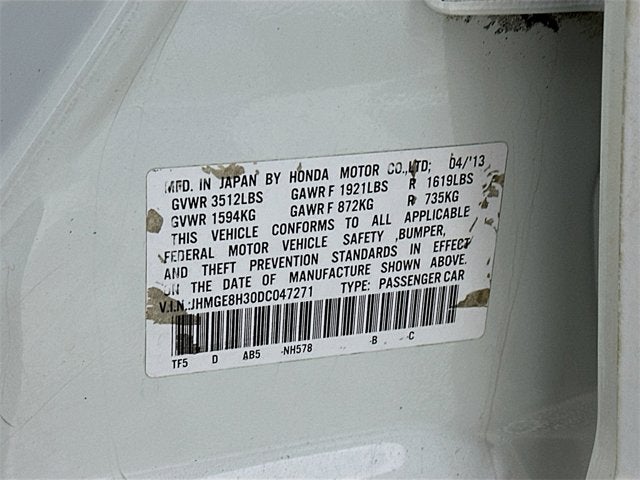 MFD. IN JAPAN BY HONDA MOTOR CO.,LTD; 04/'13
GVWR 3512LBS GAWR F 1921LBS R 1619LBS
GVWR 1594KG GAWR F 872KG R 735KG
THIS VEHICLE CONFORMS TO ALL APPLICABLE
FEDERAL MOTOR VEHICLE SAFETY ,BUMPER,
AND THEFT PREVENTION STANDARDS IN EFFECT
ON THE DATE OF MANUFACTURE SHOWN ABOVE.
V.I.N.:JHMGE8H30DC047271 TYPE: PASSENGER CAR
TF5 D AB5 NH578 B C